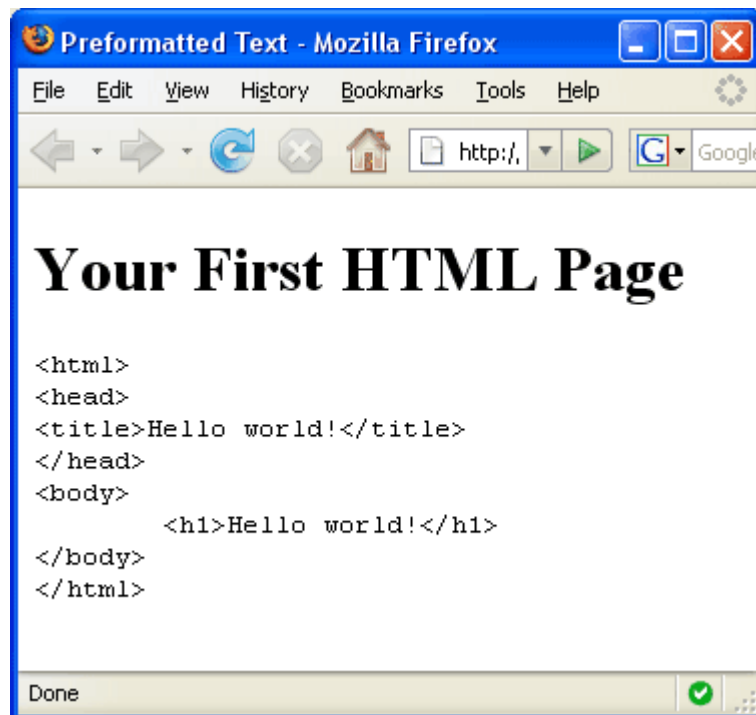 Preformatted Text - Mozilla Firefox
File Edit View History Bookmarks Tools Help
http:/, G Google
Your First HTML Page
<html>
<head>
<title>Hello world!</title>
</head>
<body>
        <h1>Hello world!</h1>
</body>
</html>
Done